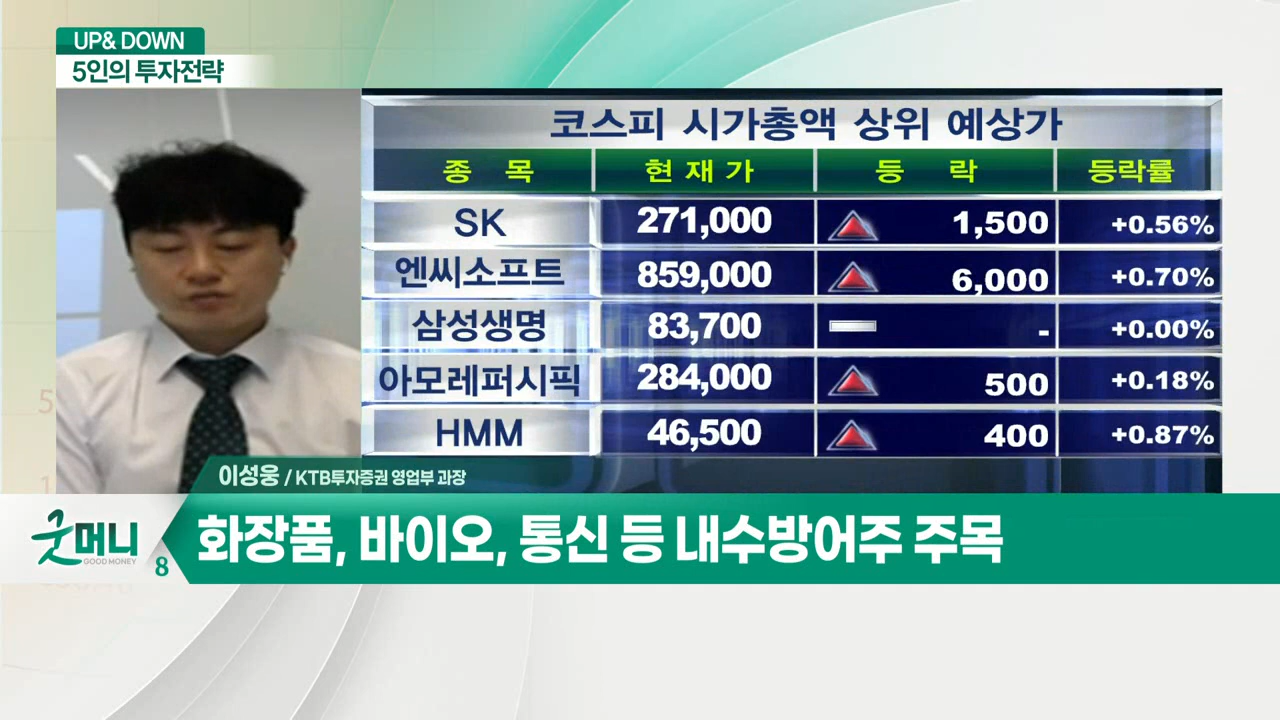 UP& DOWN
5인의 투자전략
코스피 시가총액 상위 예상가
종 목 현 재 가 등 락 등락률
SK 271,000 1,500 +0.56%
엔씨소프트 859,000 6,000 +0.70%
삼성생명 83,700 - +0.00%
아모레퍼시픽 284,000 500 +0.18%
HMM 46,500 400 +0.87%
이성웅 / KTB투자증권 영업부 과장
굿머니
GOOD MONEY
8
화장품, 바이오, 통신 등 내수방어주 주목